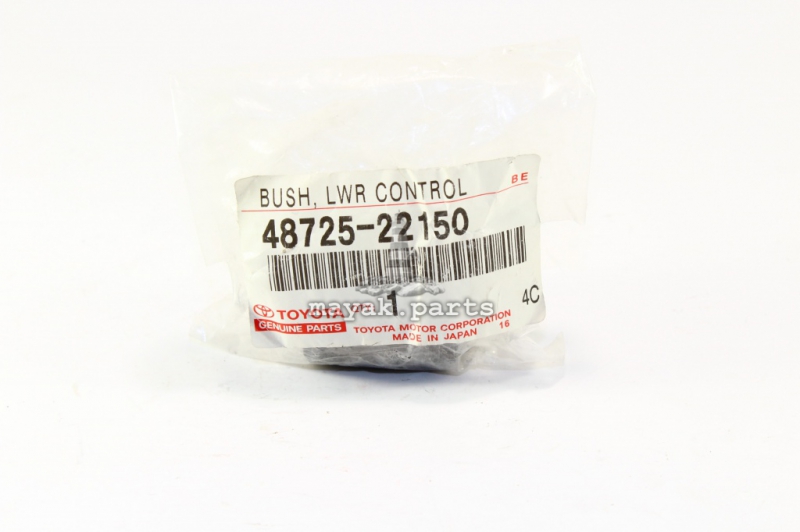 BUSH, LWR CONTROL BE
48725-22150
mayak.parts
TOYOTA QTY. 1 4C
GENUINE PARTS TOYOTA MOTOR CORPORATION
MADE IN JAPAN 16